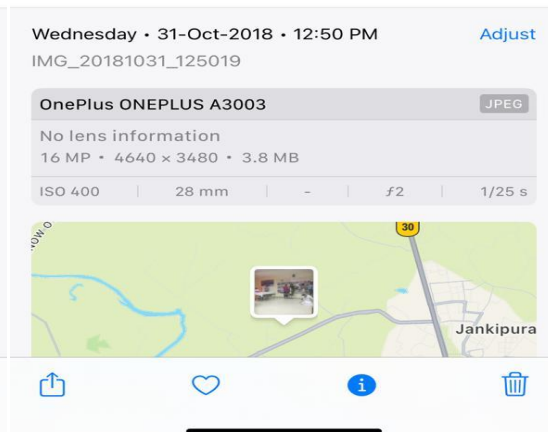 Wednesday • 31-Oct-2018 • 12:50 PM Adjust
IMG_20181031_125019
OnePlus ONEPLUS A3003 JPEG
No lens information
16 MP • 4640 × 3480 • 3.8 MB
ISO 400 28 mm - ƒ2 1/25 s
30
Jankipura